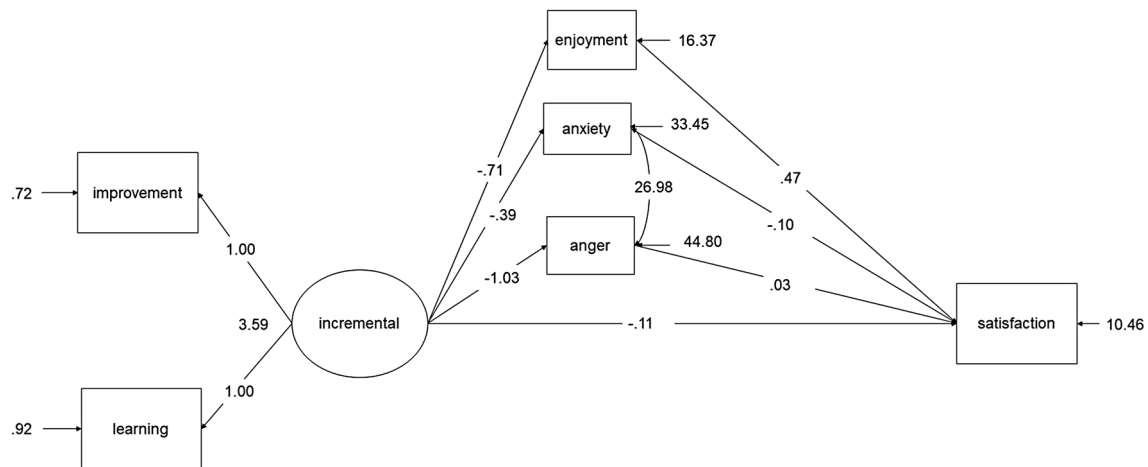 enjoyment
16.37
anxiety
33.45
-.71
.47
improvement
.72
26.98
-.39
-.10
anger
44.80
1.00
-1.03
.03
3.59
incremental
-.11
satisfaction
10.46
1.00
learning
.92